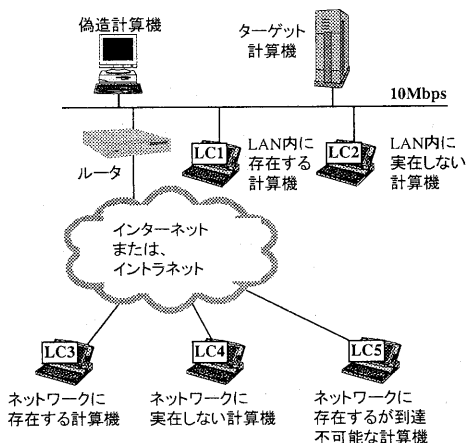 偽造計算機
ターゲット
計算機
10Mbps
ルータ
LC1
LAN内に
存在する
計算機
LC2
LAN内に
実在しない
計算機
インターネット
または、
イントラネット
LC3
ネットワークに
存在する計算機
LC4
ネットワークに
実在しない計算機
LC5
ネットワークに
存在するが到達
不可能な計算機